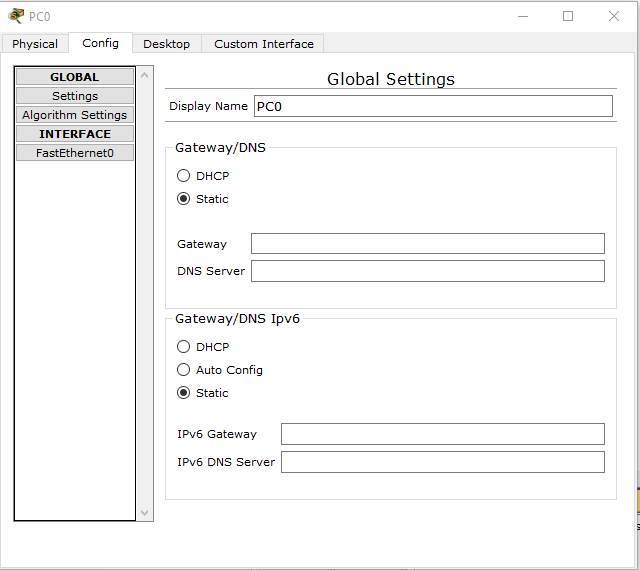 PC0
Physical Config Desktop Custom Interface
GLOBAL
Settings
Algorithm Settings
INTERFACE
FastEthernet0
Global Settings
Display Name PC0
Gateway/DNS
DHCP
Static
Gateway
DNS Server
Gateway/DNS Ipv6
DHCP
Auto Config
Static
IPv6 Gateway
IPv6 DNS Server